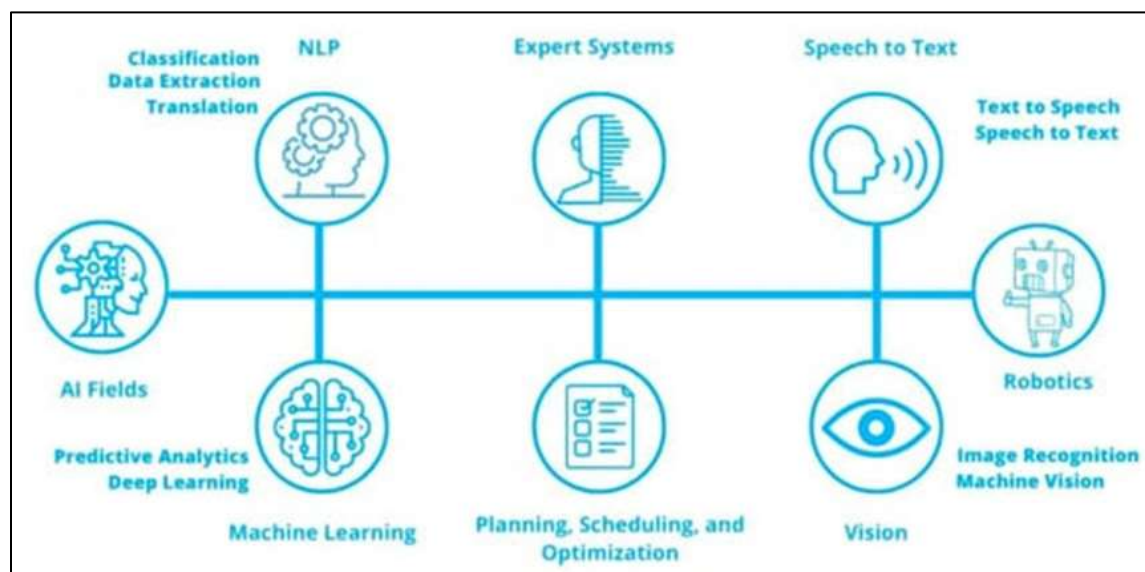 NLP
Classification
Data Extraction
Translation
Expert Systems
Speech to Text
Text to Speech
Speech to Text
AI Fields
Robotics
Predictive Analytics
Deep Learning
Machine Learning
Planning, Scheduling, and
Optimization
Image Recognition
Machine Vision
Vision